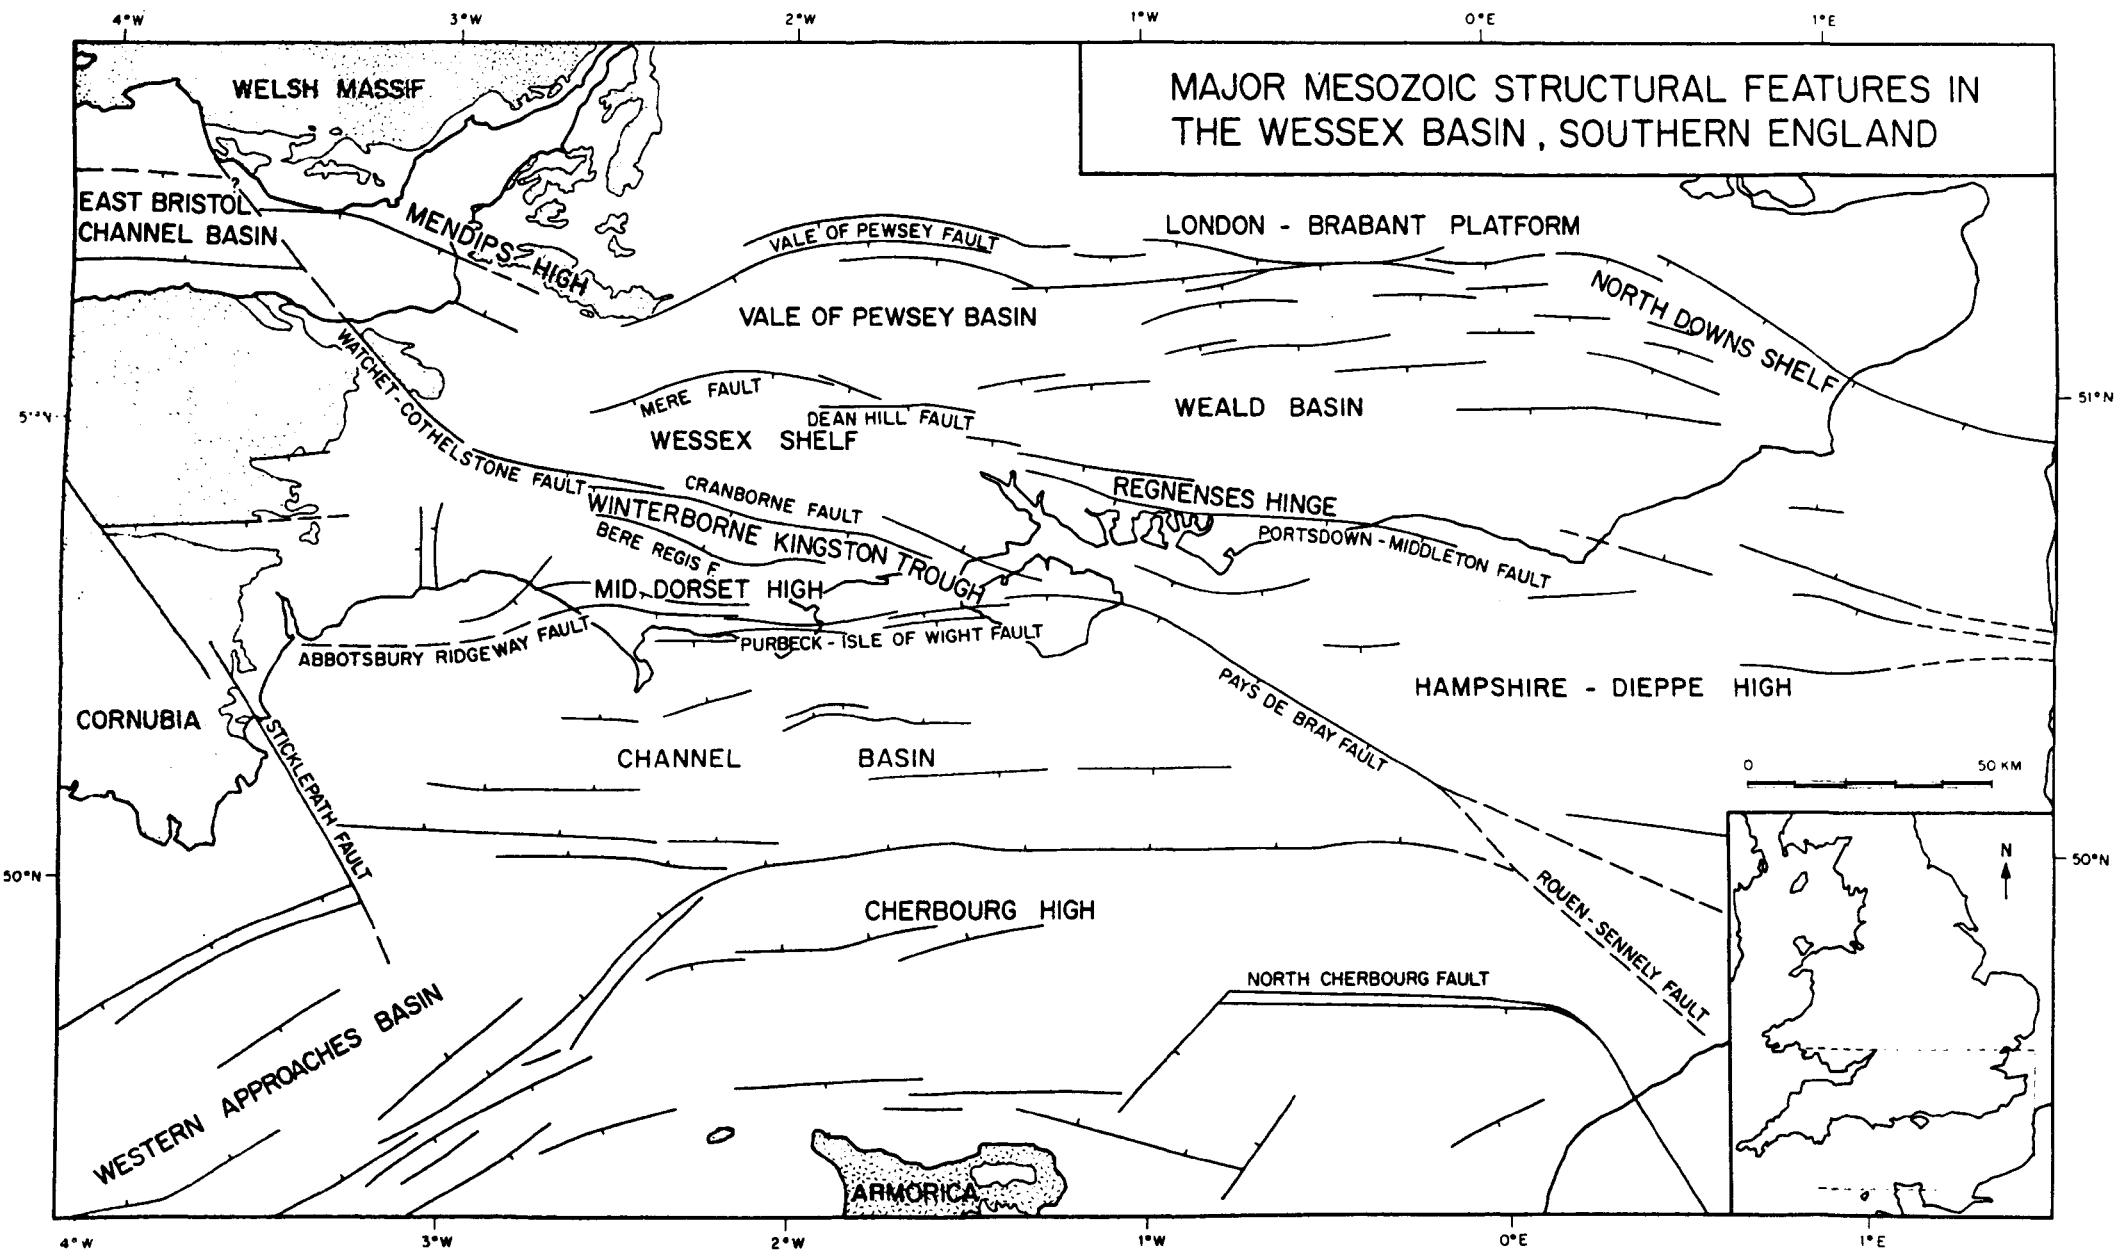 4°W 3°W 2°W 1°W 0°E 1°E
MAJOR MESOZOIC STRUCTURAL FEATURES IN
THE WESSEX BASIN, SOUTHERN ENGLAND
WELSH MASSIF
?
EAST BRISTOL
CHANNEL BASIN
MENDIPS HIGH
VALE OF PEWSEY FAULT
LONDON - BRABANT PLATFORM
NORTH DOWNS SHELF
VALE OF PEWSEY BASIN
WATCHET-COTHELSTONE FAULT
MERE FAULT
DEAN HILL FAULT
WEALD BASIN
51°N
WESSEX SHELF
CRANBORNE FAULT
REGNENSES HINGE
WINTERBORNE KINGSTON TROUGH
BERE REGIS F.
PORTSDOWN-MIDDLETON FAULT
MID-DORSET HIGH
ABBOTSBURY RIDGEWAY FAULT
PURBECK-ISLE OF WIGHT FAULT
PAYS DE BRAY FAULT
HAMPSHIRE - DIEPPE HIGH
CORNUBIA
STICKLEPATH FAULT
CHANNEL BASIN
0 50 KM
N
50°N 50°N
CHERBOURG HIGH
ROUEN-SENNELY FAULT
NORTH CHERBOURG FAULT
WESTERN APPROACHES BASIN
ARMORICA
4°W 3°W 2°W 1°W 0°E 1°E